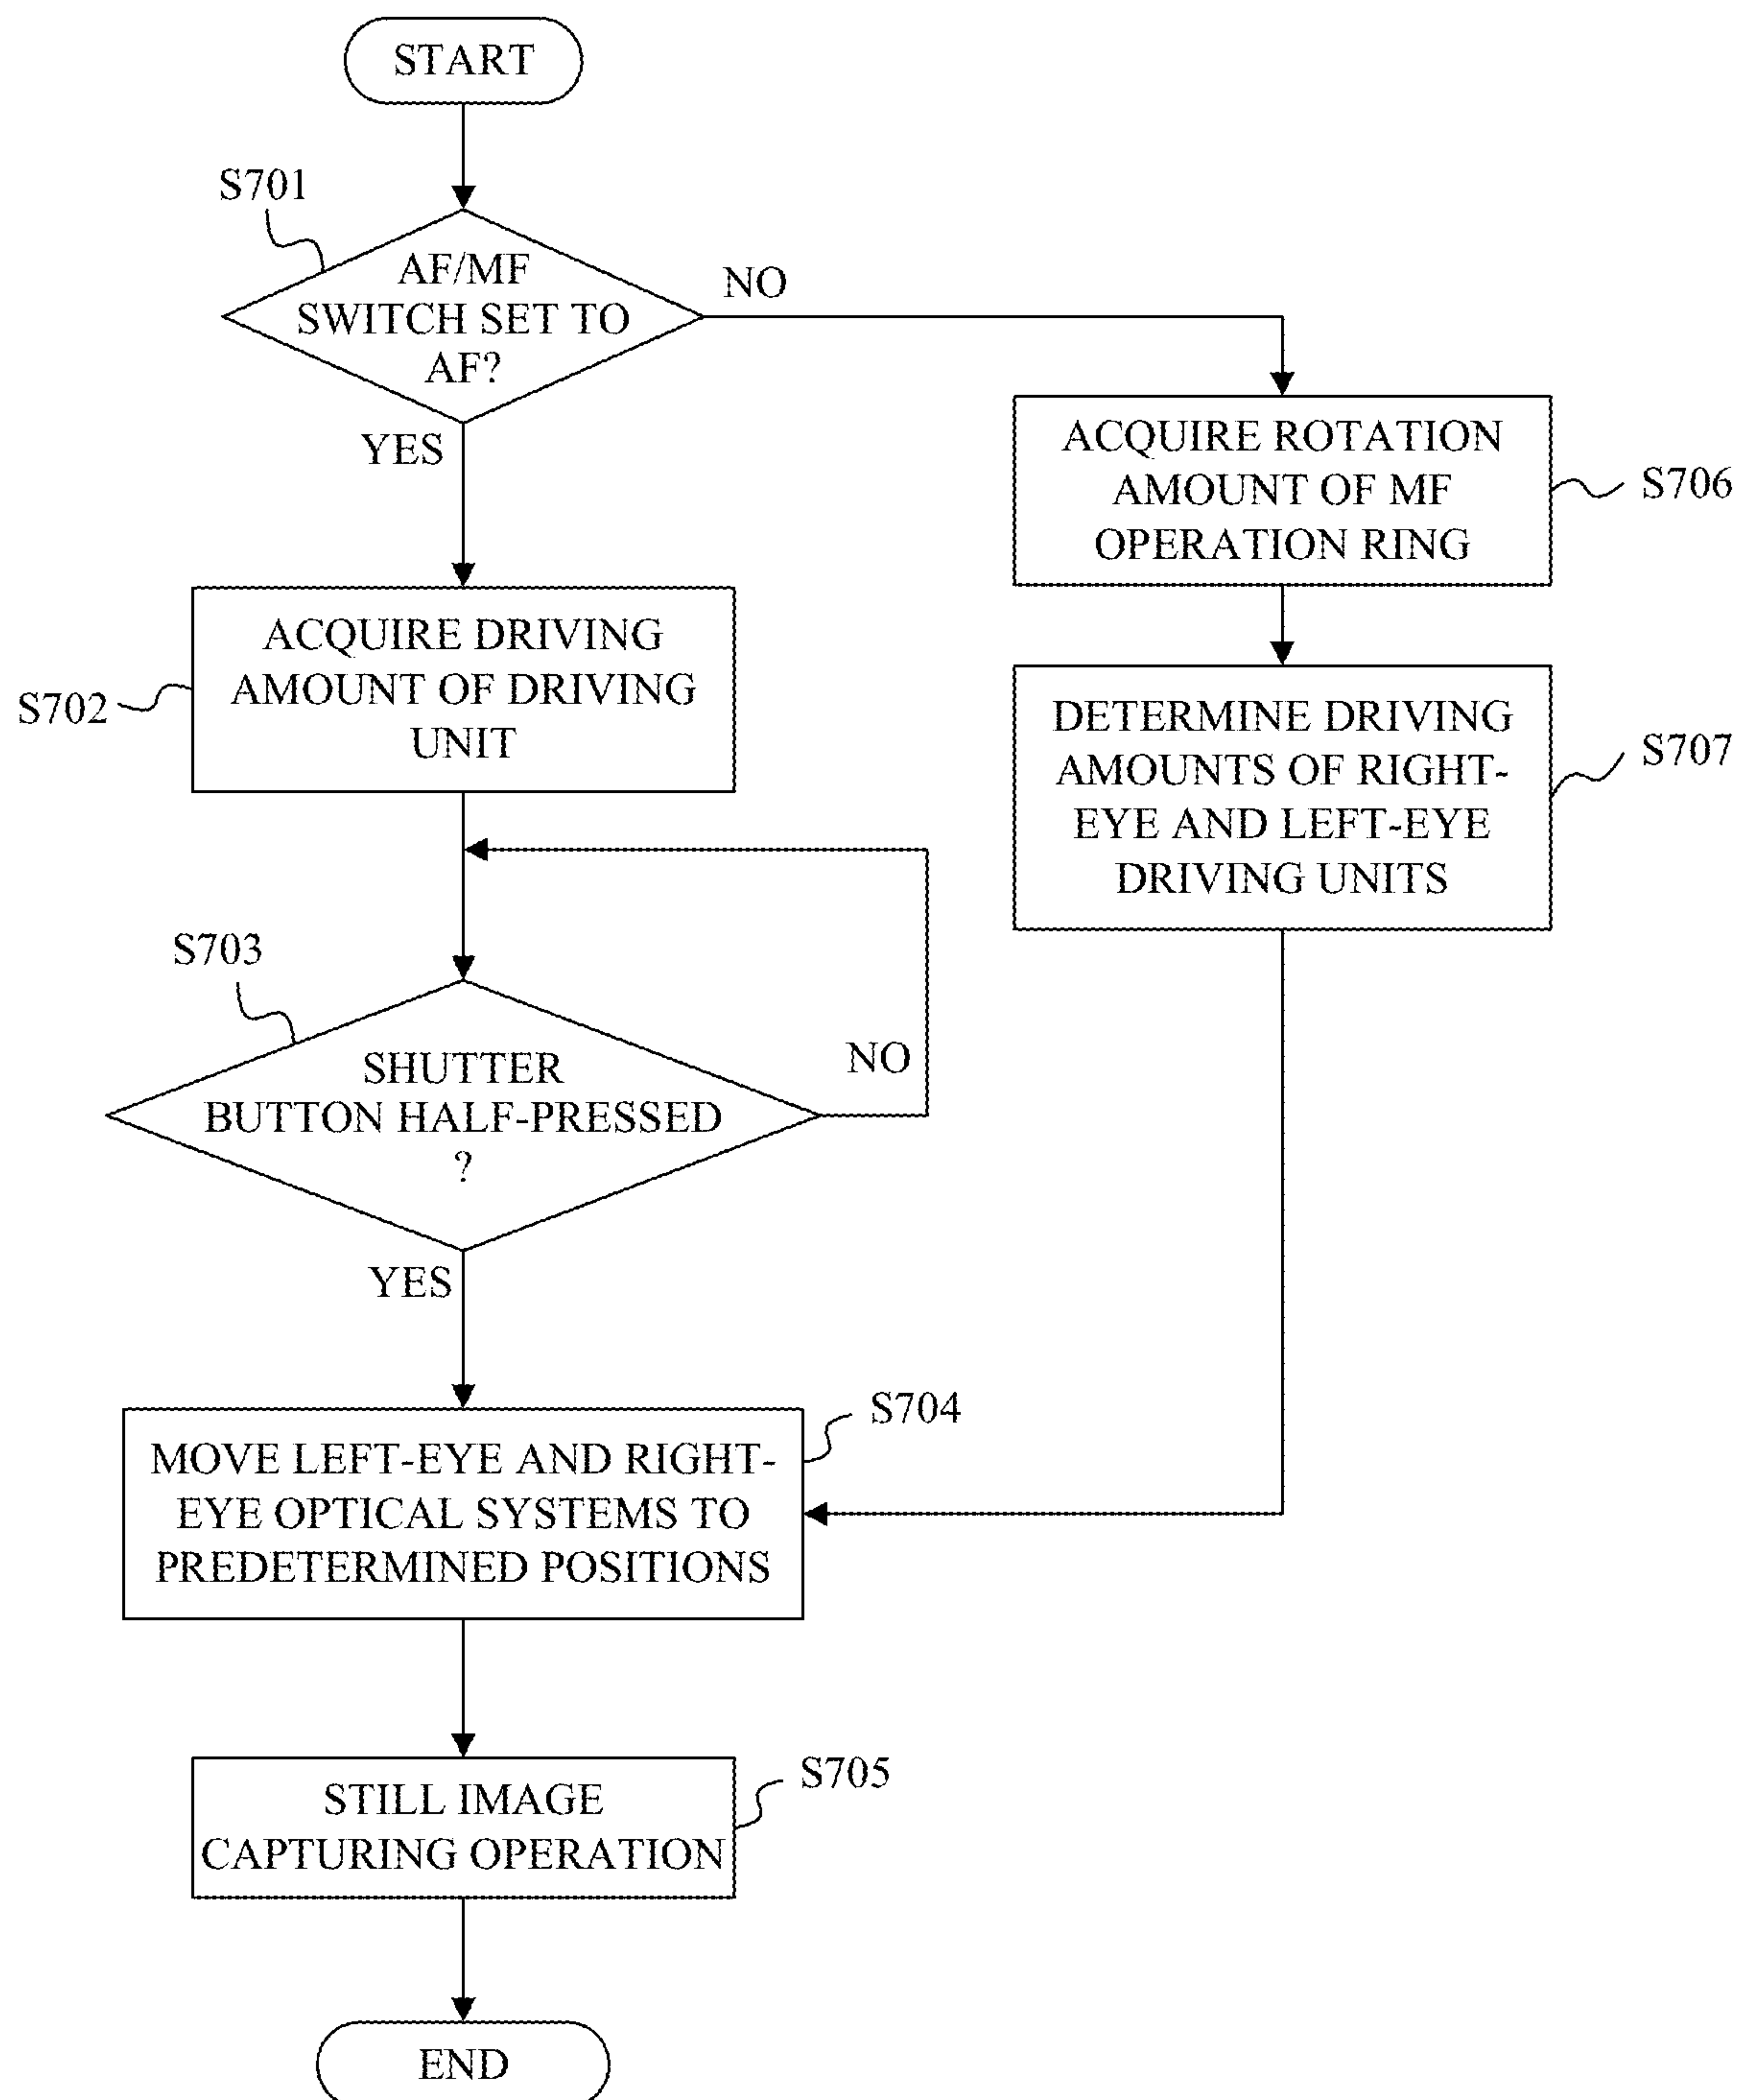 START
S701
AF/MF
SWITCH SET TO
AF?
NO
YES
ACQUIRE ROTATION
AMOUNT OF MF
OPERATION RING
S706
ACQUIRE DRIVING
AMOUNT OF DRIVING
UNIT
S702
DETERMINE DRIVING
AMOUNTS OF RIGHT-
EYE AND LEFT-EYE
DRIVING UNITS
S707
S703
SHUTTER
BUTTON HALF-PRESSED
?
NO
YES
S704
MOVE LEFT-EYE AND RIGHT-
EYE OPTICAL SYSTEMS TO
PREDETERMINED POSITIONS
S705
STILL IMAGE
CAPTURING OPERATION
END